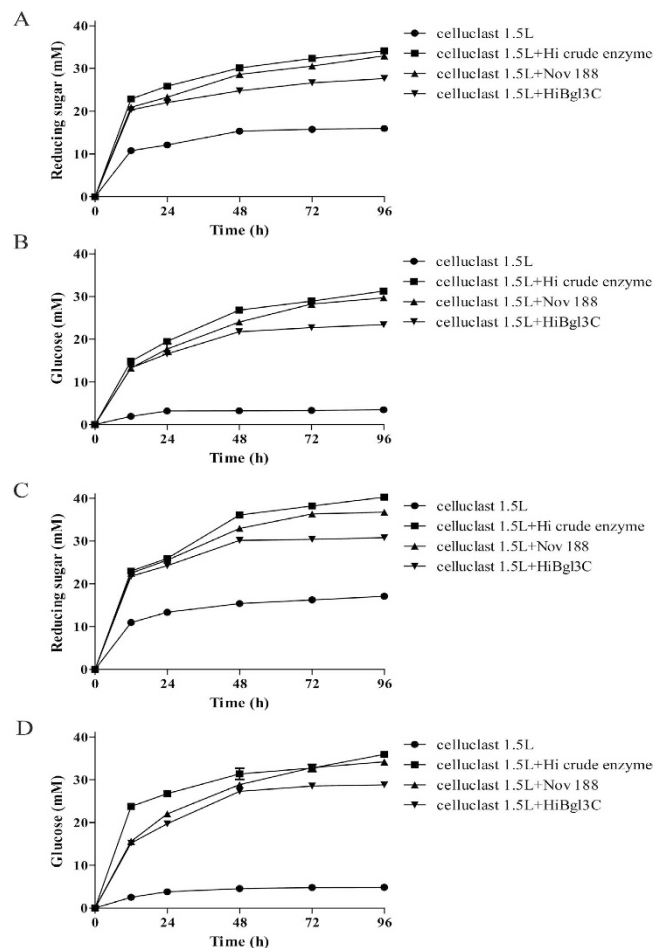 A
40
30
20
10
0
Reducing sugar (mM)
0 24 48 72 96
Time (h)
celluclast 1.5L
celluclast 1.5L+Hi crude enzyme
celluclast 1.5L+Nov 188
celluclast 1.5L+HiBgl3C
B
40
30
20
10
0
Glucose (mM)
0 24 48 72 96
Time (h)
celluclast 1.5L
celluclast 1.5L+Hi crude enzyme
celluclast 1.5L+Nov 188
celluclast 1.5L+HiBgl3C
C
40
30
20
10
0
Reducing sugar (mM)
0 24 48 72 96
Time (h)
celluclast 1.5L
celluclast 1.5L+Hi crude enzyme
celluclast 1.5L+Nov 188
celluclast 1.5L+HiBgl3C
D
40
30
20
10
0
Glucose (mM)
0 24 48 72 96
Time (h)
celluclast 1.5L
celluclast 1.5L+Hi crude enzyme
celluclast 1.5L+Nov 188
celluclast 1.5L+HiBgl3C